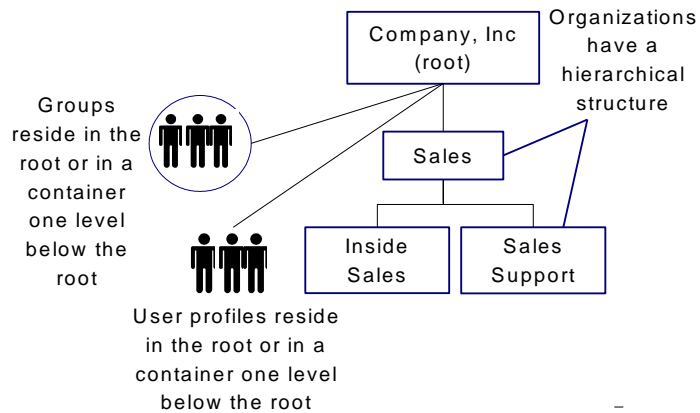 Company, Inc
(root)
Organizations
have a
hierarchical
structure
Groups
reside in the
root or in a
container
one level
below the
root
Sales
Inside
Sales
Sales
Support
User profiles reside
in the root or in a
container one level
below the root